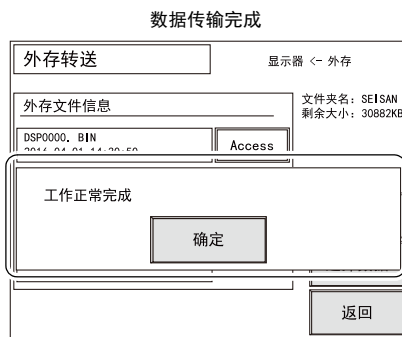 数据传输完成
外存转送
显示器 <- 外存
外存文件信息
文件夹名: SEISAN
剩余大小: 30882KB
DSP0000. BIN
Access
工作正常完成
确定
返回